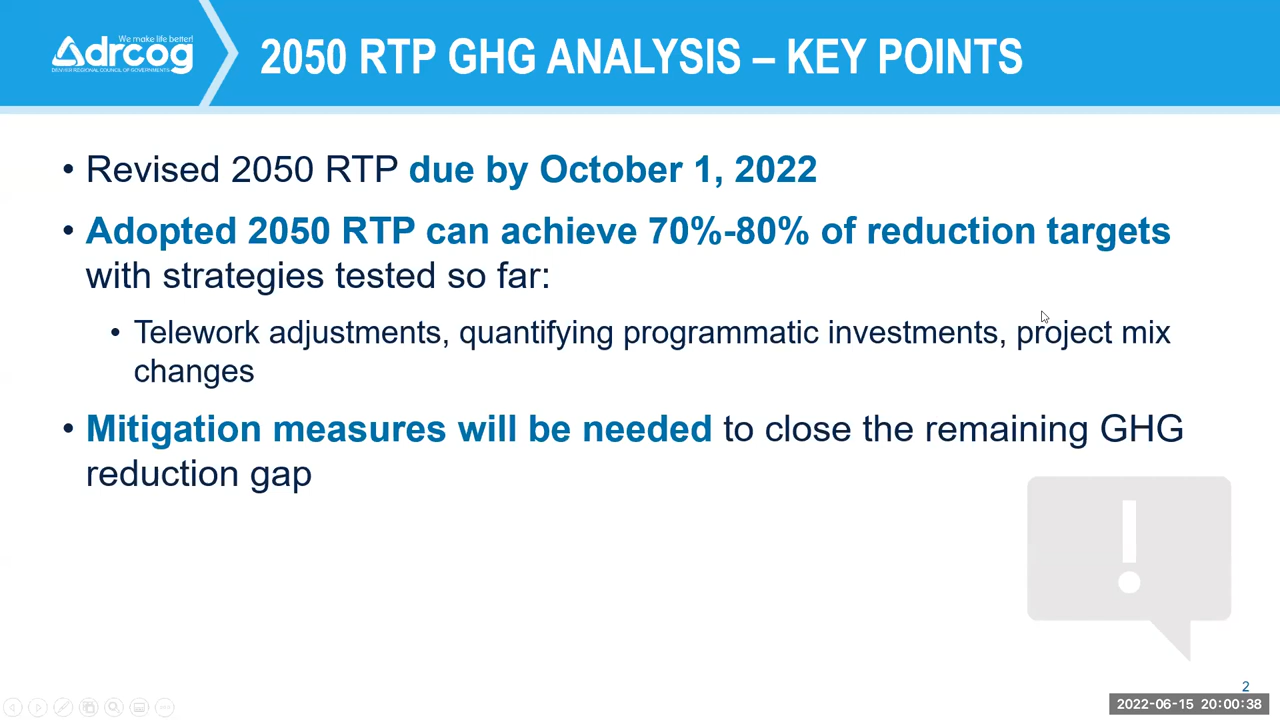 We make life better!
drcog
DENVER REGIONAL COUNCIL OF GOVERNMENTS
2050 RTP GHG ANALYSIS – KEY POINTS
• Revised 2050 RTP due by October 1, 2022
• Adopted 2050 RTP can achieve 70%-80% of reduction targets
with strategies tested so far:
• Telework adjustments, quantifying programmatic investments, project mix
changes
• Mitigation measures will be needed to close the remaining GHG
reduction gap
!
2
2022-06-15 20:00:38